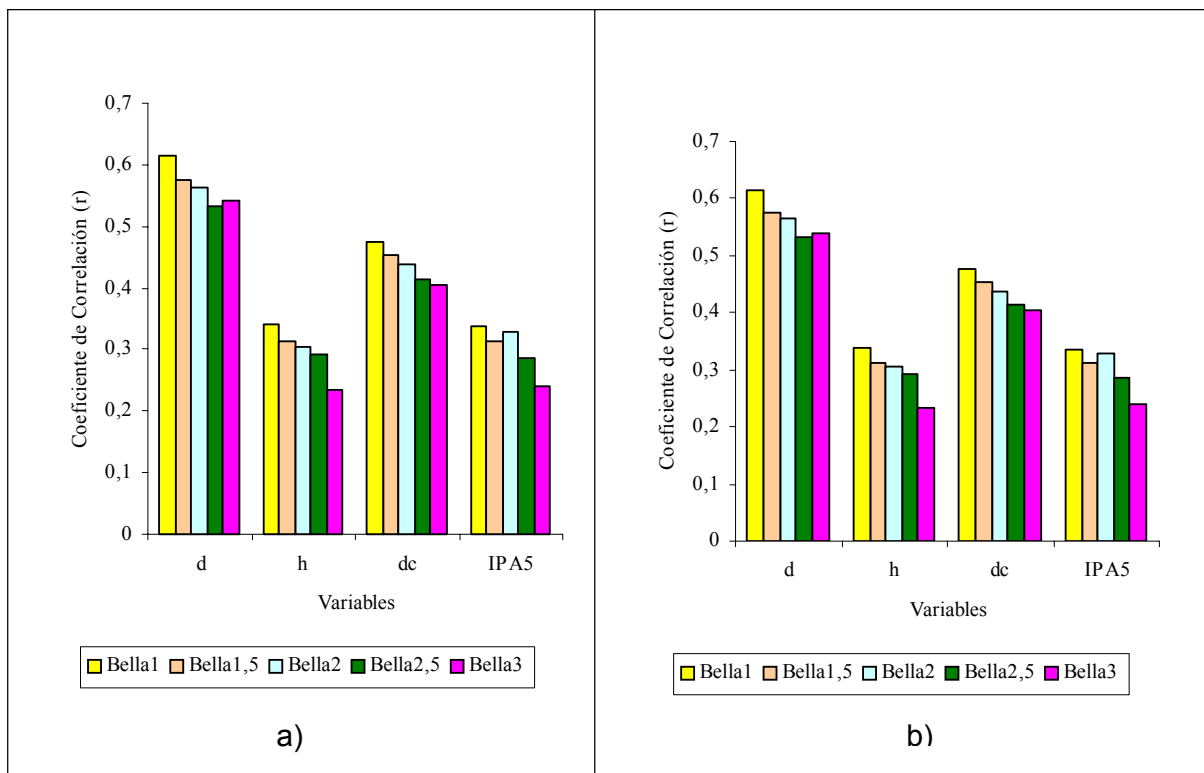 Coeficiente de Correlación (r)
0,7
0,6
0,5
0,4
0,3
0,2
0,1
0
d h dc IPA5
Variables
Bella1 Bella1,5 Bella2 Bella2,5 Bella3
a)
Coeficiente de Correlación (r)
0,7
0,6
0,5
0,4
0,3
0,2
0,1
0
d h dc IPA5
Variables
Bella1 Bella1,5 Bella2 Bella2,5 Bella3
b)